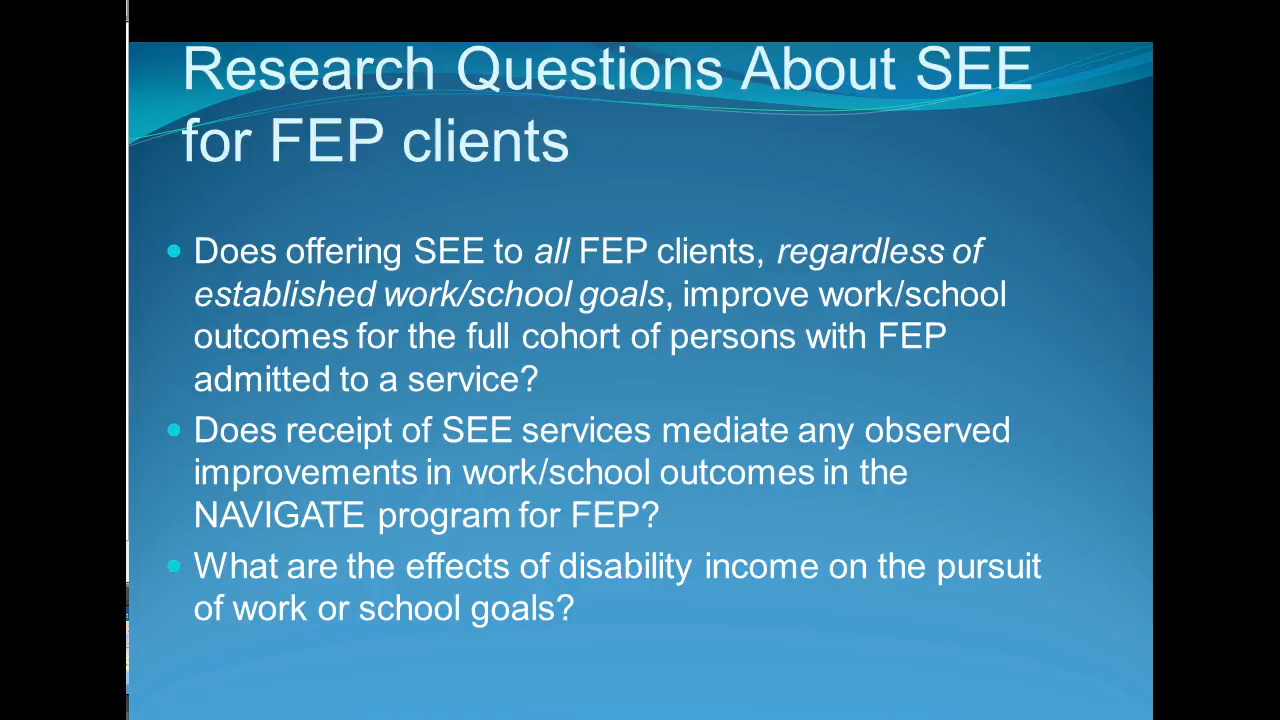 Research Questions About SEE
for FEP clients
• Does offering SEE to all FEP clients, regardless of
established work/school goals, improve work/school
outcomes for the full cohort of persons with FEP
admitted to a service?
• Does receipt of SEE services mediate any observed
improvements in work/school outcomes in the
NAVIGATE program for FEP?
• What are the effects of disability income on the pursuit
of work or school goals?